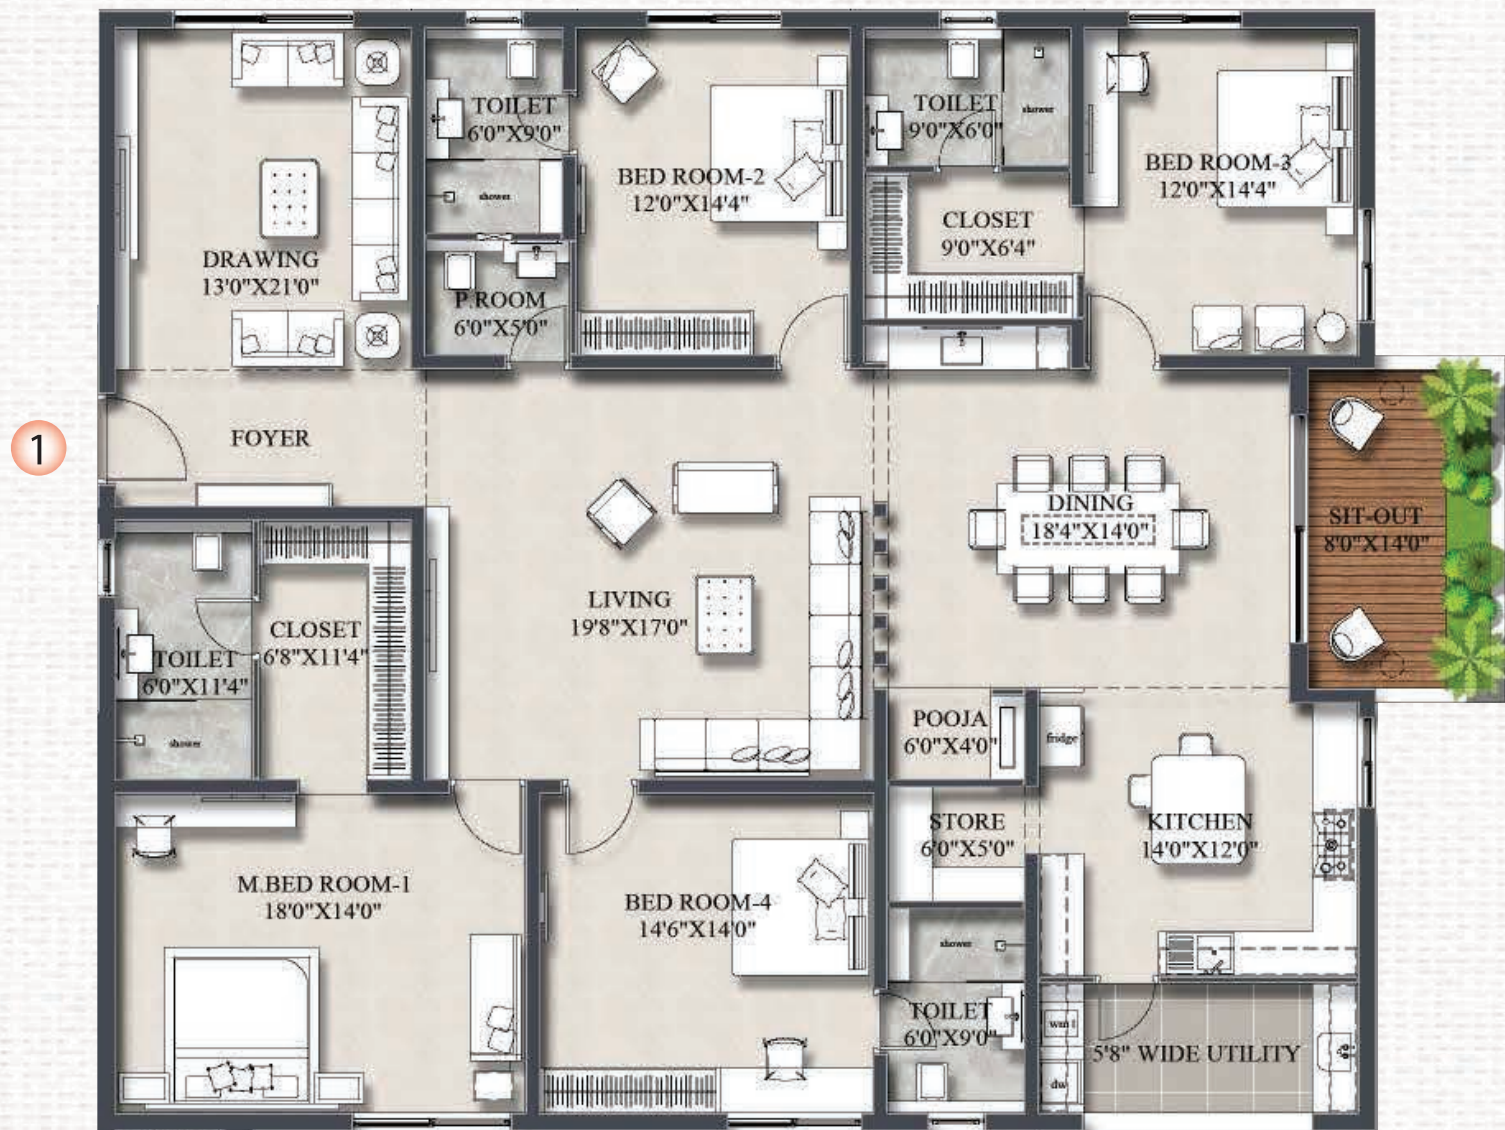 TOILET
6'0"X9'0"
shower
BED ROOM-2
12'0"X14'4"
TOILET
9'0"X6'0"
shower
BED ROOM-3
12'0"X14'4"
CLOSET
9'0"X6'4"
DRAWING
13'0"X21'0"
P.ROOM
6'0"X5'0"
1
FOYER
DINING
18'4"X14'0"
SIT-OUT
8'0"X14'0"
LIVING
19'8"X17'0"
CLOSET
6'8"X11'4"
TOILET
6'0"X11'4"
shower
POOJA
6'0"X4'0"
fridge
STORE
6'0"X5'0"
KITCHEN
14'0"X12'0"
M.BED ROOM-1
18'0"X14'0"
BED ROOM-4
14'6"X14'0"
shower
TOILET
6'0"X9'0"
5'8" WIDE UTILITY
dw